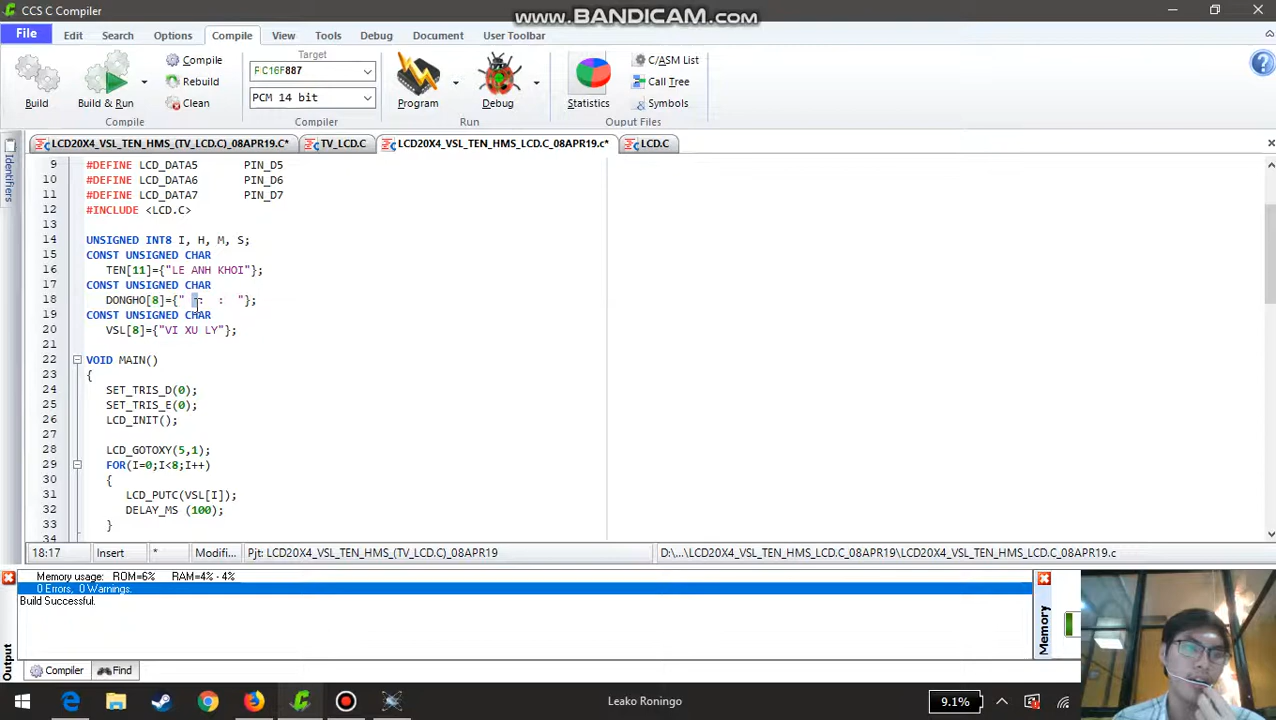 CCS C Compiler
www.BANDICAM.com
File Edit Search Options Compile View Tools Debug Document User Toolbar
Build
Build & Run
Compile
Rebuild
Clean
Compile
Target
PIC16F887
PCM 14 bit
Compiler
Program
Debug
Run
Statistics
C/ASM List
Call Tree
Symbols
Ouput Files
LCD20X4_VSL_TEN_HMS_(TV_LCD.C)_08APR19.C* TV_LCD.C LCD20X4_VSL_TEN_HMS_LCD.C_08APR19.c* LCD.C
Identifiers
9 #DEFINE LCD_DATA5 PIN_D5
10 #DEFINE LCD_DATA6 PIN_D6
11 #DEFINE LCD_DATA7 PIN_D7
12 #INCLUDE <LCD.C>
13
14 UNSIGNED INT8 I, H, M, S;
15 CONST UNSIGNED CHAR
16 TEN[11]={"LE ANH KHOI"};
17 CONST UNSIGNED CHAR
18 DONGHO[8]={"  :  :  "};
19 CONST UNSIGNED CHAR
20 VSL[8]={"VI XU LY"};
21
22 VOID MAIN()
23 {
24 SET_TRIS_D(0);
25 SET_TRIS_E(0);
26 LCD_INIT();
27
28 LCD_GOTOXY(5,1);
29 FOR(I=0;I<8;I++)
30 {
31 LCD_PUTC(VSL[I]);
32 DELAY_MS (100);
33 }
34
18:17 Insert * Modifi... Pjt: LCD20X4_VSL_TEN_HMS_(TV_LCD.C)_08APR19 D:\...\LCD20X4_VSL_TEN_HMS_LCD.C_08APR19\LCD20X4_VSL_TEN_HMS_LCD.C_08APR19.c
Memory usage: ROM=6% RAM=4% - 4%
0 Errors, 0 Warnings.
Build Successful.
Output
Memory
Compiler Find
Leako Roningo
9.1%